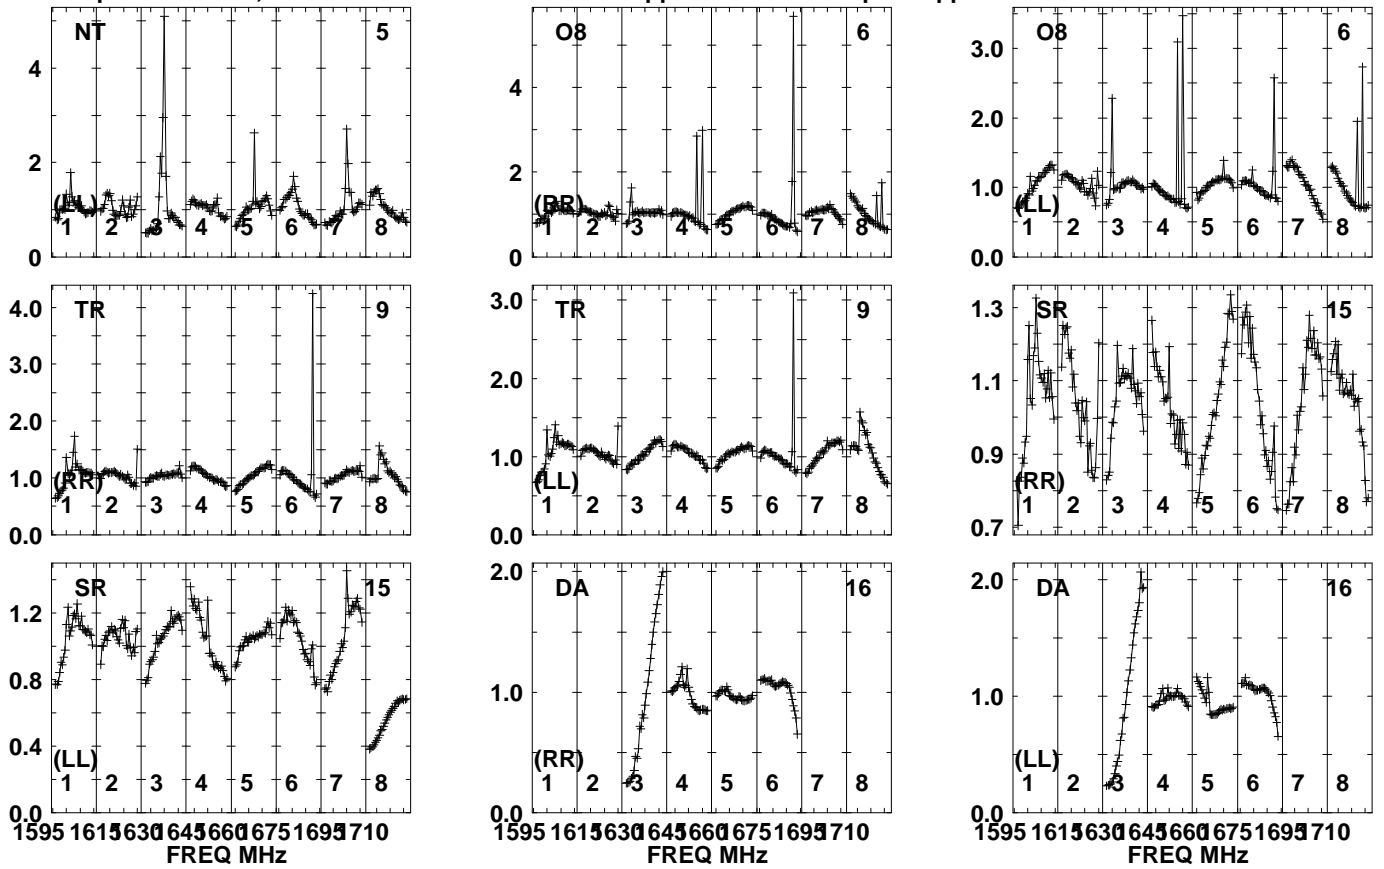 NT 5
4
2
0
(LL)
1 2 3 4 5 6 7 8
O8 6
4
2
0
(RR)
1 2 3 4 5 6 7 8
O8 6
3.0
2.0
1.0
0.0
(LL)
1 2 3 4 5 6 7 8
TR 9
4.0
3.0
2.0
1.0
0.0
(RR)
1 2 3 4 5 6 7 8
TR 9
3.0
2.0
1.0
0.0
(LL)
1 2 3 4 5 6 7 8
SR 15
1.3
1.1
0.9
0.7
(RR)
1 2 3 4 5 6 7 8
SR 15
1.2
0.8
0.4
0.0
(LL)
1 2 3 4 5 6 7 8
1595 1615 1630 1645 1660 1675 1695 1710
FREQ MHz
DA 16
2.0
1.0
0.0
(RR)
1 2 3 4 5 6 7 8
1595 1615 1630 1645 1660 1675 1695 1710
FREQ MHz
DA 16
2.0
1.0
0.0
(LL)
1 2 3 4 5 6 7 8
1595 1615 1630 1645 1660 1675 1695 1710
FREQ MHz